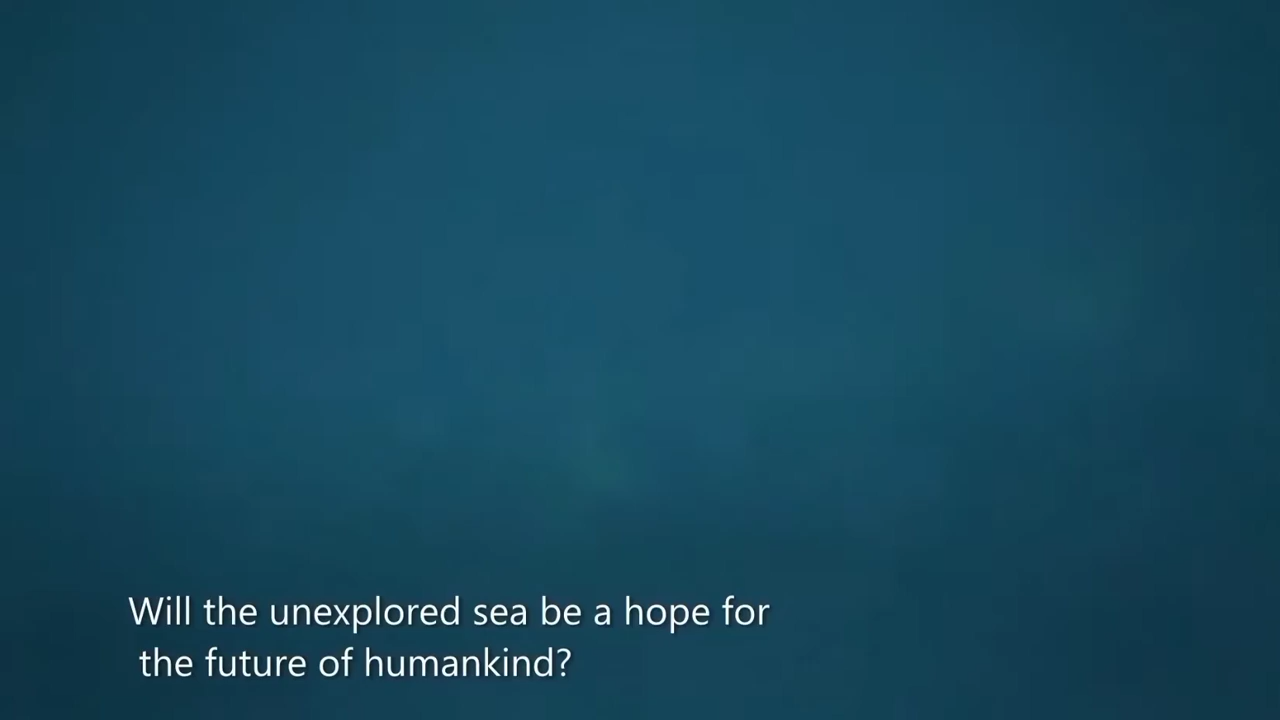 Will the unexplored sea be a hope for
the future of humankind?